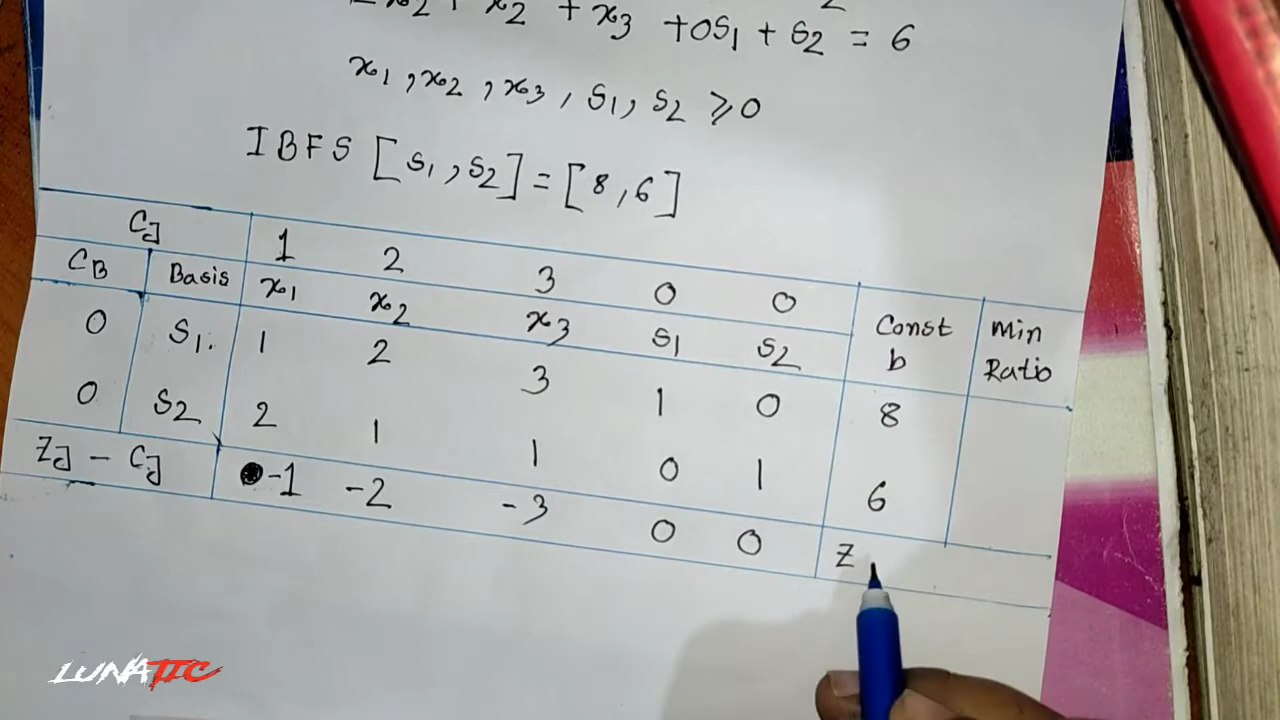 x₂ + x₃ + 0S₁ + S₂ = 6
x₁, x₂, x₃, S₁, S₂ ⩾ 0
IBFS [S₁, S₂] = [8, 6]
CJ 1 2 3 0 0
CB Basis x₁ x₂ x₃ S₁ S₂ Const b Min Ratio
0 S₁. 1 2 3 1 0 8
0 S₂ 2 1 1 0 1 6
ZJ - CJ -1 -2 -3 0 0 Z
LUNATIC